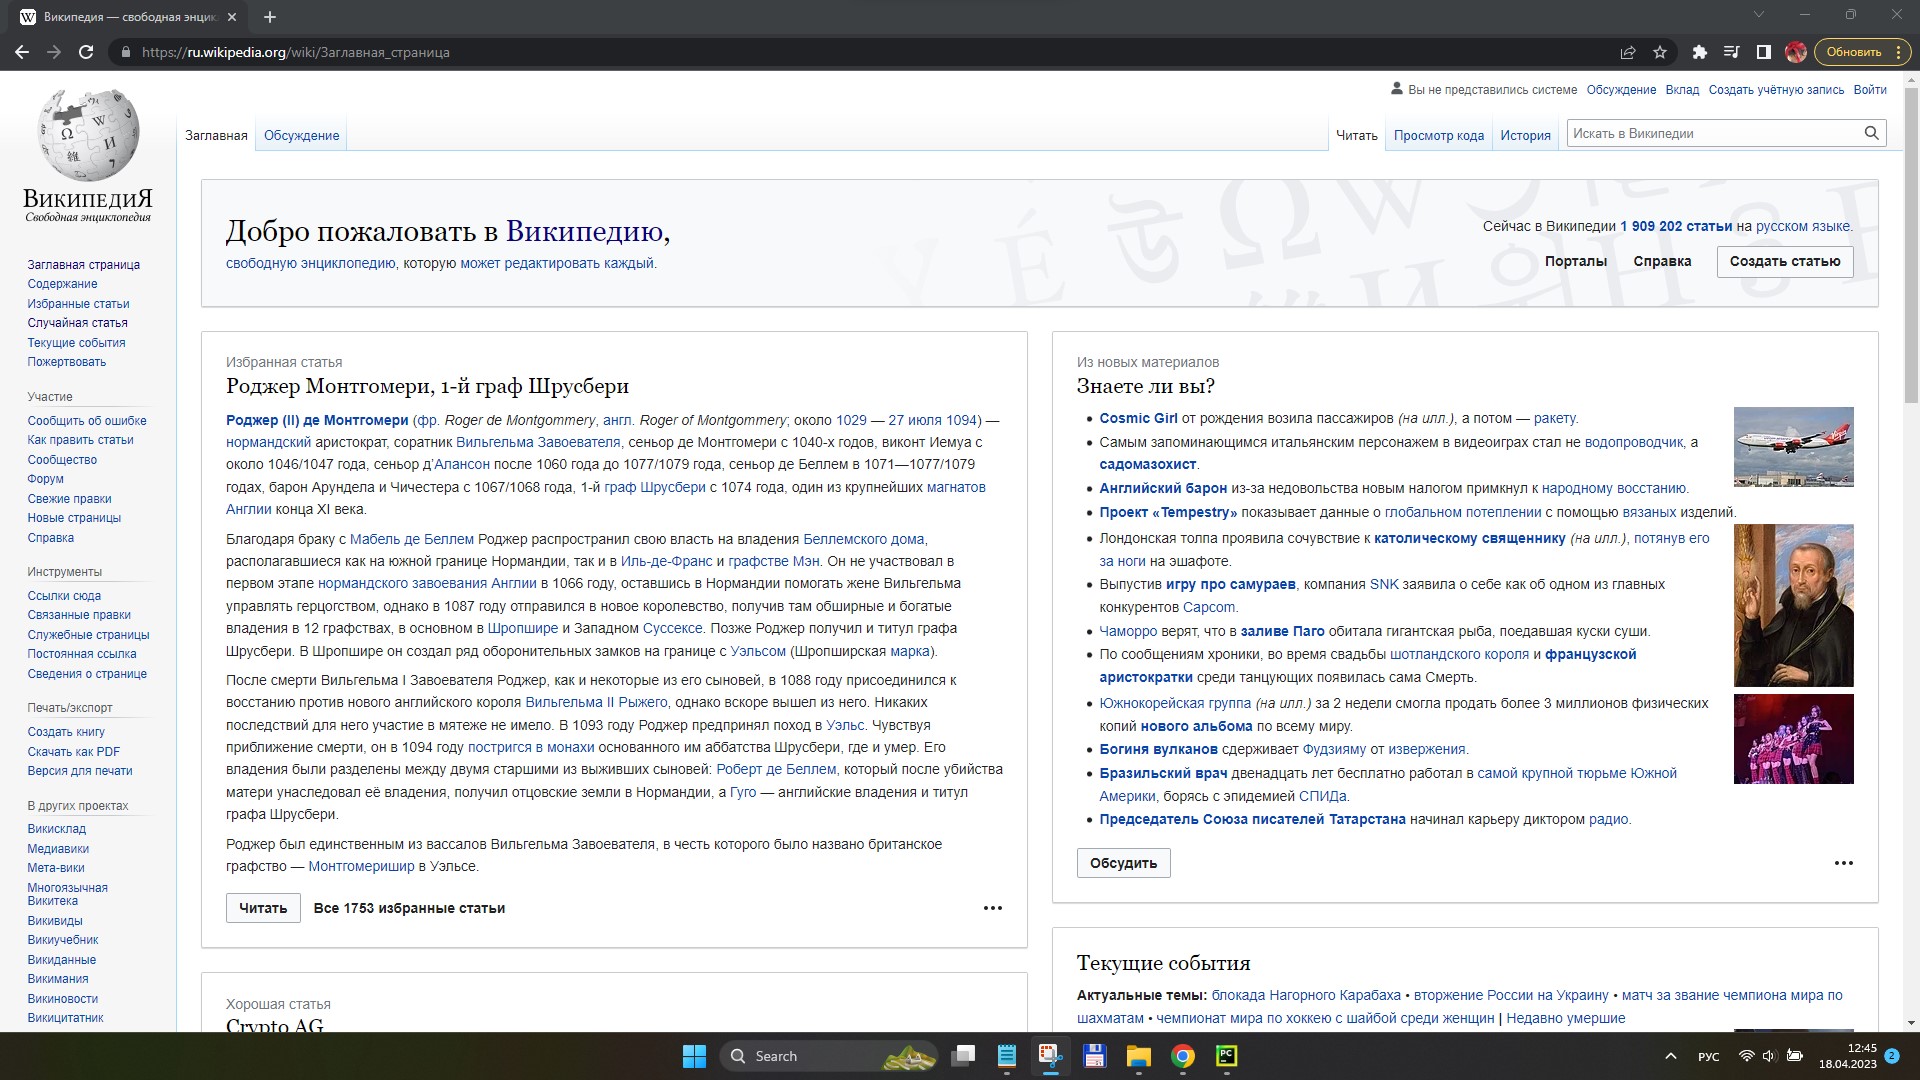 Википедия — свободная энцик
https://ru.wikipedia.org/wiki/Заглавная_страница
Обновить
Вы не представились системе Обсуждение Вклад Создать учётную запись Войти
Заглавная Обсуждение Читать Просмотр кода История Искать в Википедии
ВикипедиЯ
Свободная энциклопедия
Заглавная страница
Содержание
Избранные статьи
Случайная статья
Текущие события
Пожертвовать
Участие
Сообщить об ошибке
Как править статьи
Сообщество
Форум
Свежие правки
Новые страницы
Справка
Инструменты
Ссылки сюда
Связанные правки
Служебные страницы
Постоянная ссылка
Сведения о странице
Печать/экспорт
Создать книгу
Скачать как PDF
Версия для печати
В других проектах
Викисклад
Медиавики
Мета-вики
Многоязычная
Викитека
Викивиды
Викиучебник
Викиданные
Викимания
Викиновости
Викицитатник
Добро пожаловать в Википедию,
свободную энциклопедию, которую может редактировать каждый.
Сейчас в Википедии 1 909 202 статьи на русском языке.
Порталы Справка Создать статью
Избранная статья
Роджер Монтгомери, 1-й граф Шрусбери
Роджер (II) де Монтгомери (фр. Roger de Montgommery, англ. Roger of Montgommery; около 1029 — 27 июля 1094) —
нормандский аристократ, соратник Вильгельма Завоевателя, сеньор де Монтгомери с 1040-х годов, виконт Иемуа с
около 1046/1047 года, сеньор д’Алансон после 1060 года до 1077/1079 года, сеньор де Беллем в 1071—1077/1079
годах, барон Арундела и Чичестера с 1067/1068 года, 1-й граф Шрусбери с 1074 года, один из крупнейших магнатов
Англии конца XI века.
Благодаря браку с Мабель де Беллем Роджер распространил свою власть на владения Беллемского дома,
располагавшиеся как на южной границе Нормандии, так и в Иль-де-Франс и графстве Мэн. Он не участвовал в
первом этапе нормандского завоевания Англии в 1066 году, оставшись в Нормандии помогать жене Вильгельма
управлять герцогством, однако в 1087 году отправился в новое королевство, получив там обширные и богатые
владения в 12 графствах, в основном в Шропшире и Западном Суссексе. Позже Роджер получил и титул графа
Шрусбери. В Шропшире он создал ряд оборонительных замков на границе с Уэльсом (Шропширская марка).
После смерти Вильгельма I Завоевателя Роджер, как и некоторые из его сыновей, в 1088 году присоединился к
восстанию против нового английского короля Вильгельма II Рыжего, однако вскоре вышел из него. Никаких
последствий для него участие в мятеже не имело. В 1093 году Роджер предпринял поход в Уэльс. Чувствуя
приближение смерти, он в 1094 году постригся в монахи основанного им аббатства Шрусбери, где и умер. Его
владения были разделены между двумя старшими из выживших сыновей: Роберт де Беллем, который после убийства
матери унаследовал её владения, получил отцовские земли в Нормандии, а Гуго — английские владения и титул
графа Шрусбери.
Роджер был единственным из вассалов Вильгельма Завоевателя, в честь которого было названо британское
графство — Монтгомеришир в Уэльсе.
Читать Все 1753 избранные статьи
Хорошая статья
Crypto AG
Из новых материалов
Знаете ли вы?
Cosmic Girl от рождения возила пассажиров (на илл.), а потом — ракету.
Самым запоминающимся итальянским персонажем в видеоиграх стал не водопроводчик, а
садомазохист.
Английский барон из-за недовольства новым налогом примкнул к народному восстанию.
Проект «Tempestry» показывает данные о глобальном потеплении с помощью вязаных изделий.
Лондонская толпа проявила сочувствие к католическому священнику (на илл.), потянув его
за ноги на эшафоте.
Выпустив игру про самураев, компания SNK заявила о себе как об одном из главных
конкурентов Capcom.
Чаморро верят, что в заливе Паго обитала гигантская рыба, поедавшая куски суши.
По сообщениям хроники, во время свадьбы шотландского короля и французской
аристократки среди танцующих появилась сама Смерть.
Южнокорейская группа (на илл.) за 2 недели смогла продать более 3 миллионов физических
копий нового альбома по всему миру.
Богиня вулканов сдерживает Фудзияму от извержения.
Бразильский врач двенадцать лет бесплатно работал в самой крупной тюрьме Южной
Америки, борясь с эпидемией СПИДа.
Председатель Союза писателей Татарстана начинал карьеру диктором радио.
Обсудить
Текущие события
Актуальные темы: блокада Нагорного Карабаха • вторжение России на Украину • матч за звание чемпиона мира по
шахматам • чемпионат мира по хоккею с шайбой среди женщин | Недавно умершие
Search
РУС
12:45
18.04.2023
2